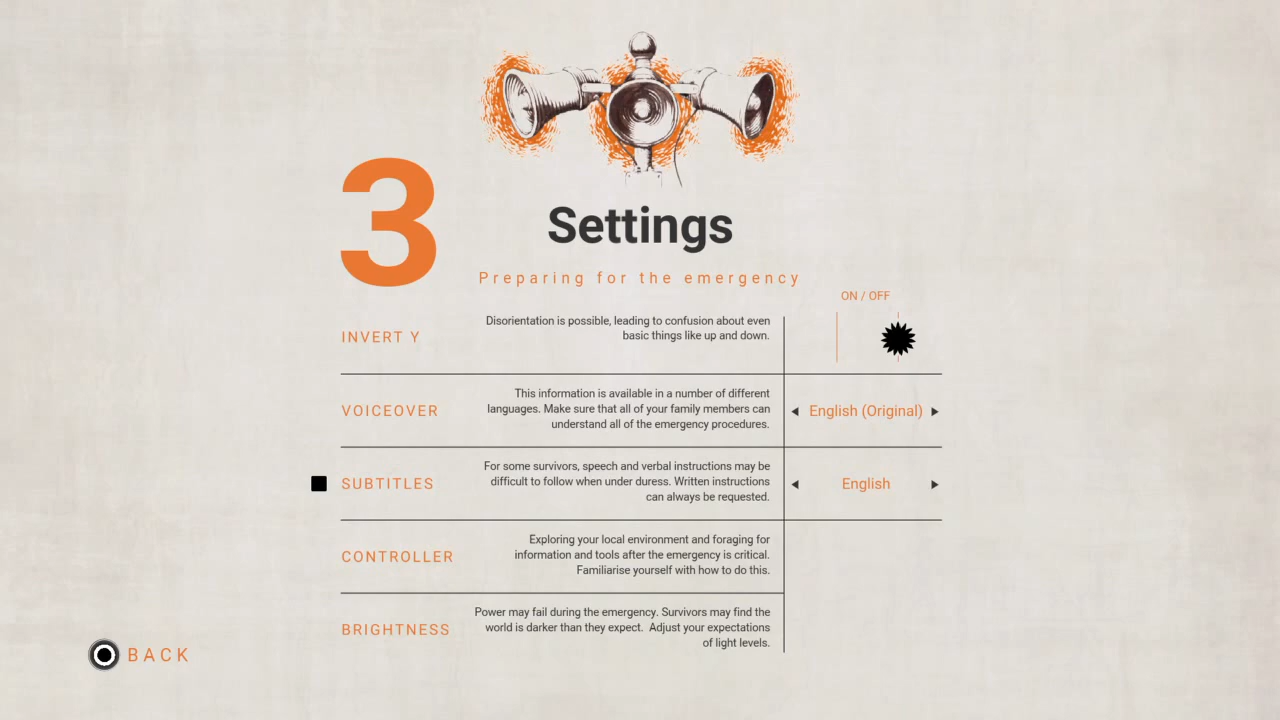 3
Settings
Preparing for the emergency
ON / OFF
INVERT Y
Disorientation is possible, leading to confusion about even
basic things like up and down.
VOICEOVER
This information is available in a number of different
languages. Make sure that all of your family members can
understand all of the emergency procedures.
English (Original)
SUBTITLES
For some survivors, speech and verbal instructions may be
difficult to follow when under duress. Written instructions
can always be requested.
English
CONTROLLER
Exploring your local environment and foraging for
information and tools after the emergency is critical.
Familiarise yourself with how to do this.
BRIGHTNESS
Power may fail during the emergency. Survivors may find the
world is darker than they expect. Adjust your expectations
of light levels.
BACK